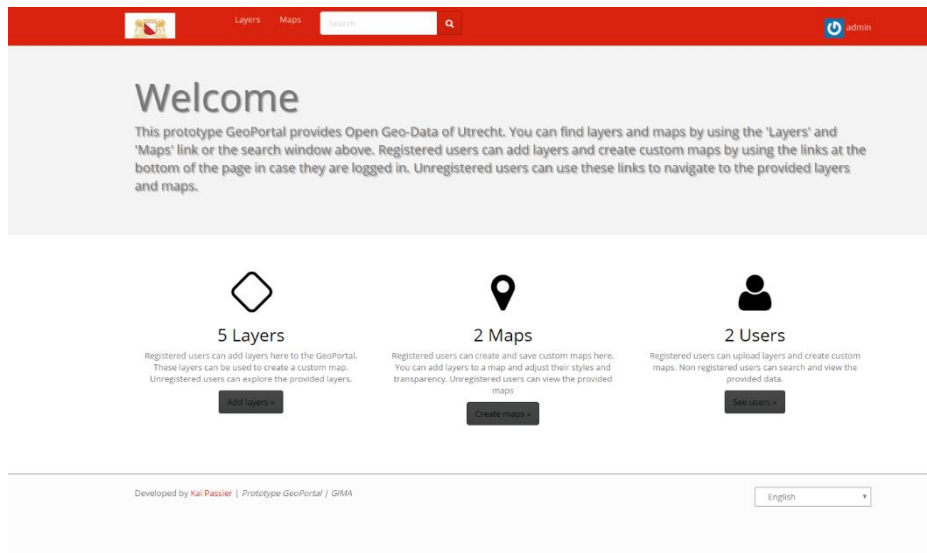 Layers Maps Search admin
Welcome
This prototype GeoPortal provides Open Geo-Data of Utrecht. You can find layers and maps by using the 'Layers' and
'Maps' link or the search window above. Registered users can add layers and create custom maps by using the links at the
bottom of the page in case they are logged in. Unregistered users can use these links to navigate to the provided layers
and maps.
5 Layers
Registered users can add layers here to the GeoPortal.
These layers can be used to create a custom map.
Unregistered users can explore the provided layers.
Add layers »
2 Maps
Registered users can create and save custom maps here.
You can add layers to a map and adjust their styles and
transparency. Unregistered users can view the provided
maps
Create maps »
2 Users
Registered users can upload layers and create custom
maps. Non registered users can search and view the
provided data.
See users »
Developed by Kai Passier | Prototype GeoPortal / GIMA
English